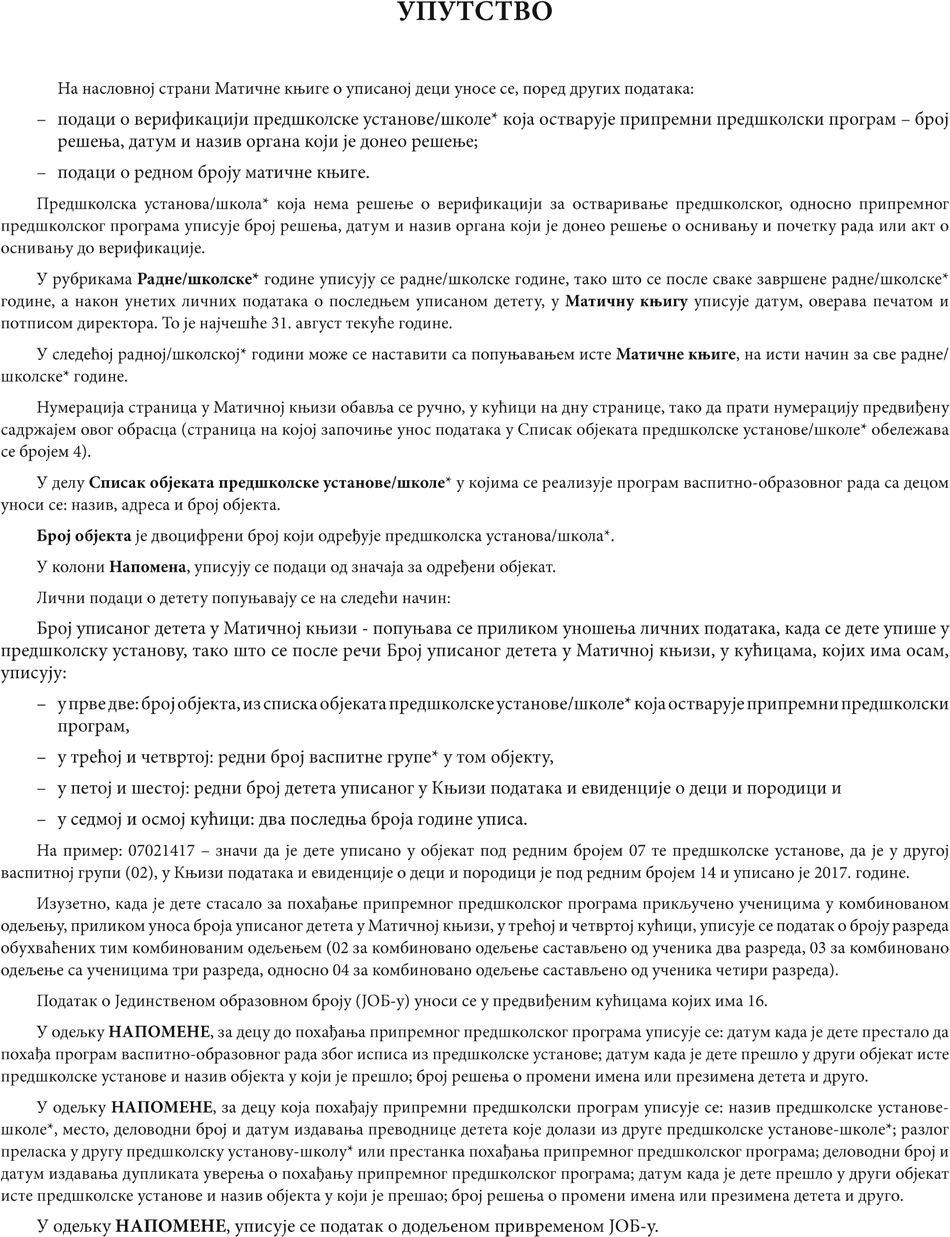 УПУТСТВО
На насловној страни Матичне књиге о уписаној деци уносе се, поред других података:
– подаци о верификацији предшколске установе/школе* која остварује припремни предшколски програм – број
решења, датум и назив органа који је донео решење;
– подаци о редном броју матичне књиге.
Предшколска установа/школа* која нема решење о верификацији за остваривање предшколског, односно припремног
предшколског програма уписује број решења, датум и назив органа који је донео решење о оснивању и почетку рада или акт о
оснивању до верификације.
У рубрикама Радне/школске* године уписују се радне/школске године, тако што се после сваке завршене радне/школске*
године, а након унетих личних података о последњем уписаном детету, у Матичну књигу уписује датум, оверава печатом и
потписом директора. То је најчешће 31. август текуће године.
У следећој радној/школској* години може се наставити са попуњавањем исте Матичне књиге, на исти начин за све радне/
школске* године.
Нумерација страница у Матичној књизи обавља се ручно, у кућици на дну странице, тако да прати нумерацију предвиђену
садржајем овог обрасца (страница на којој започиње унос података у Списак објеката предшколске установе/школе* обележава
се бројем 4).
У делу Списак објеката предшколске установе/школе* у којима се реализује програм васпитно-образовног рада са децом
уноси се: назив, адреса и број објекта.
Број објекта је двоцифрени број који одређује предшколска установа/школа*.
У колони Напомена, уписују се подаци од значаја за одређени објекат.
Лични подаци о детету попуњавају се на следећи начин:
Број уписаног детета у Матичној књизи - попуњава се приликом уношења личних података, када се дете упише у
предшколску установу, тако што се после речи Број уписаног детета у Матичној књизи, у кућицама, којих има осам,
уписују:
– у прве две: број објекта, из списка објеката предшколске установе/школе* која остварује припремни предшколски
програм,
– у трећој и четвртој: редни број васпитне групе* у том објекту,
– у петој и шестој: редни број детета уписаног у Књизи података и евиденције о деци и породици и
– у седмој и осмој кућици: два последња броја године уписа.
На пример: 07021417 – значи да је дете уписано у објекат под редним бројем 07 те предшколске установе, да је у другој
васпитној групи (02), у Књизи података и евиденције о деци и породици је под редним бројем 14 и уписано је 2017. године.
Изузетно, када је дете стасало за похађање припремног предшколског програма прикључено ученицима у комбинованом
одељењу, приликом уноса броја уписаног детета у Матичној књизи, у трећој и четвртој кућици, уписује се податак о броју разреда
обухваћених тим комбинованим одељењем (02 за комбиновано одељење састављено од ученика два разреда, 03 за комбиновано
одељење са ученицима три разреда, односно 04 за комбиновано одељење састављено од ученика четири разреда).
Податак о Јединственом образовном броју (ЈОБ-у) уноси се у предвиђеним кућицама којих има 16.
У одељку НАПОМЕНЕ, за децу до похађања припремног предшколског програма уписује се: датум када је дете престало да
похађа програм васпитно-образовног рада због исписа из предшколске установе; датум када је дете прешло у други објекат исте
предшколске установе и назив објекта у који је прешло; број решења о промени имена или презимена детета и друго.
У одељку НАПОМЕНЕ, за децу која похађају припремни предшколски програм уписује се: назив предшколске установе-
школе*, место, деловодни број и датум издавања преводнице детета које долази из друге предшколске установе-школе*; разлог
преласка у другу предшколску установу-школу* или престанка похађања припремног предшколског програма; деловодни број и
датум издавања дупликата уверења о похађању припремног предшколског програма; датум када је дете прешло у други објекат
исте предшколске установе и назив објекта у који је прешао; број решења о промени имена или презимена детета и друго.
У одељку НАПОМЕНЕ, уписује се податак о додељеном привременом ЈОБ-у.